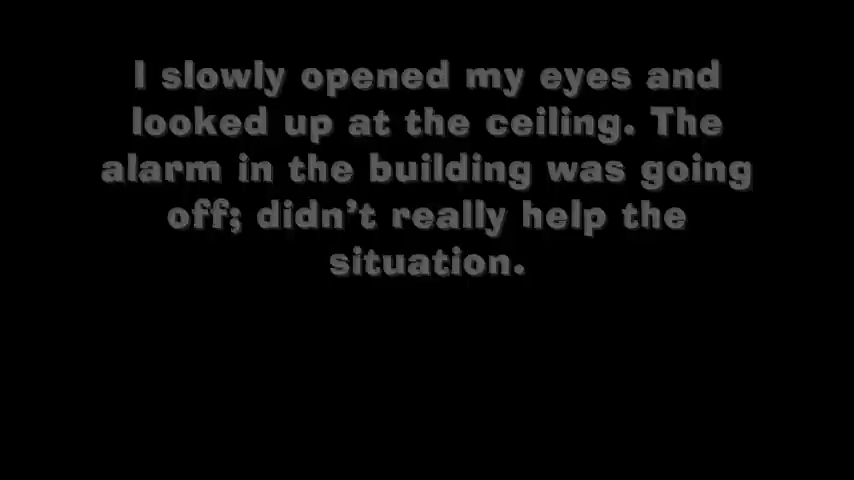 I slowly opened my eyes and
looked up at the ceiling. The
alarm in the building was going
off; didn’t really help the
situation.